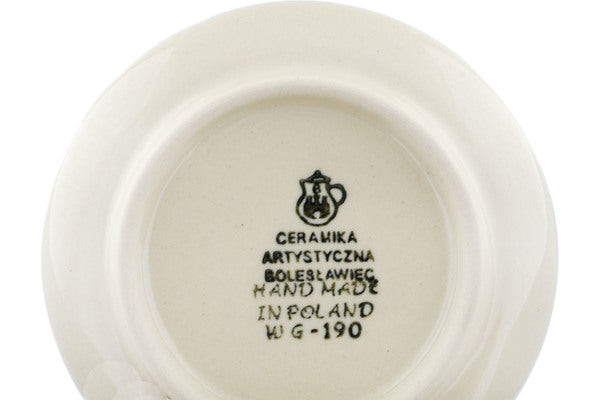 CERAMIKA
ARTYSTYCZNA
BOLESŁAWIEC
HAND MADE
IN POLAND
W G - 190